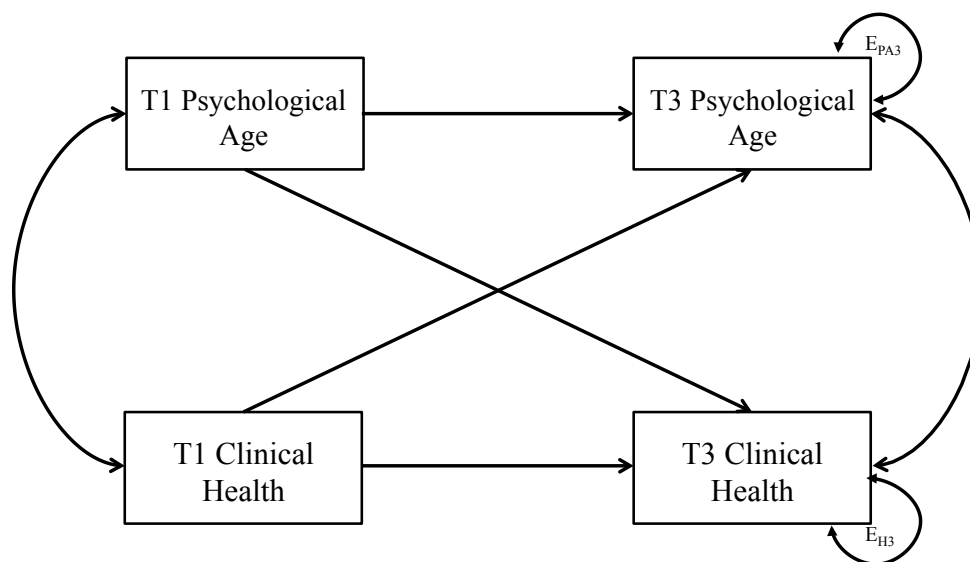 T1 Psychological
Age
T3 Psychological
Age
E_PA3
T1 Clinical
Health
T3 Clinical
Health
E_H3